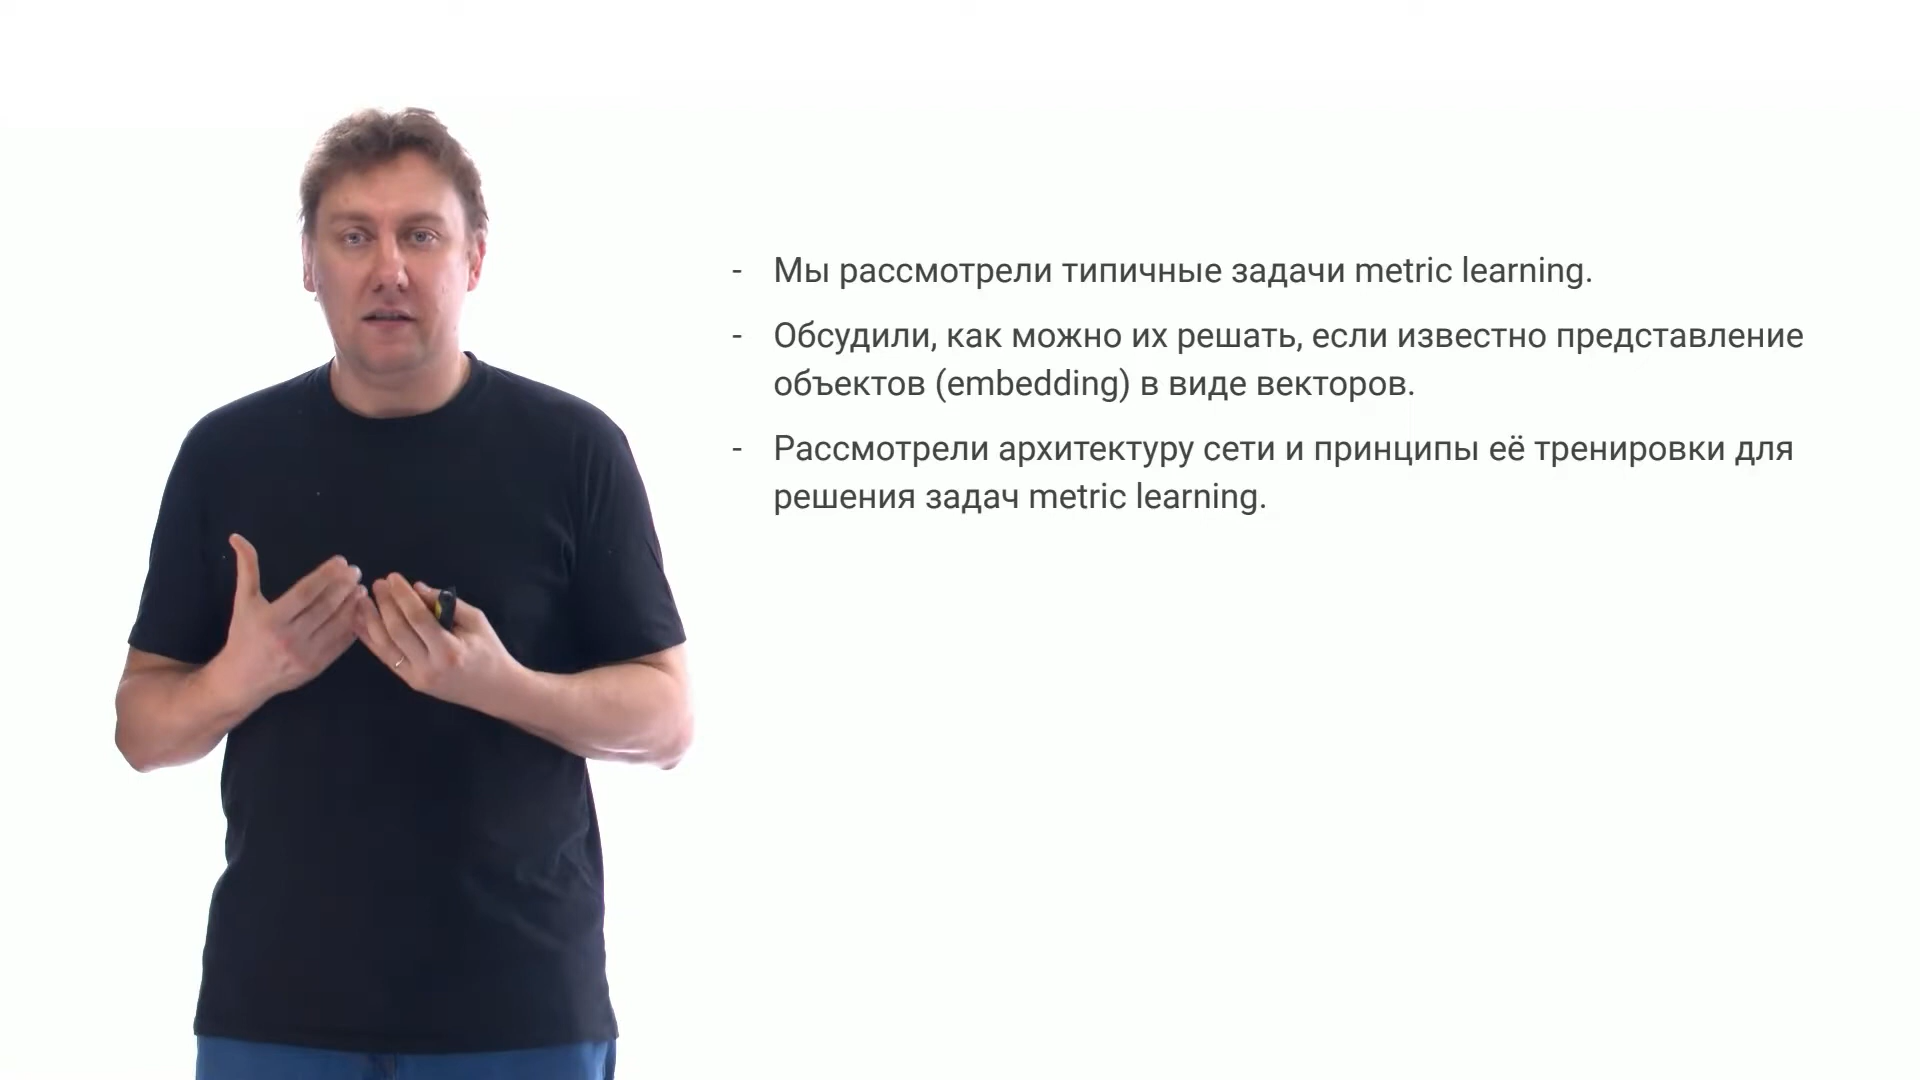 - Мы рассмотрели типичные задачи metric learning.
- Обсудили, как можно их решать, если известно представление
объектов (embedding) в виде векторов.
- Рассмотрели архитектуру сети и принципы её тренировки для
решения задач metric learning.